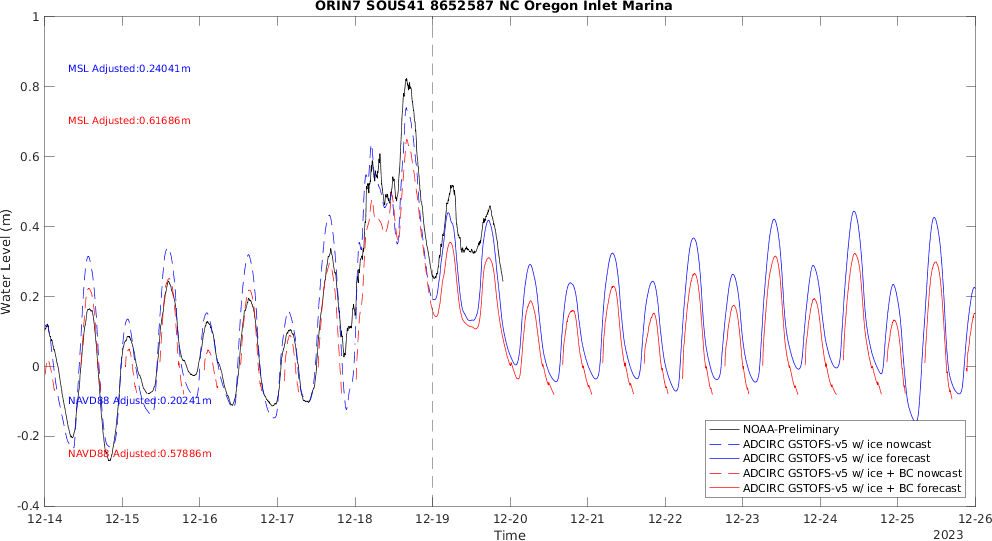 ORIN7 SOUS41 8652587 NC Oregon Inlet Marina
1
0.8
0.6
0.4
0.2
0
-0.2
-0.4
Water Level (m)
MSL Adjusted:0.24041m
MSL Adjusted:0.61686m
NAVD88 Adjusted:0.20241m
NAVD88 Adjusted:0.57886m
NOAA-Preliminary
ADCIRC GSTOFS-v5 w/ ice nowcast
ADCIRC GSTOFS-v5 w/ ice forecast
ADCIRC GSTOFS-v5 w/ ice + BC nowcast
ADCIRC GSTOFS-v5 w/ ice + BC forecast
12-14 12-15 12-16 12-17 12-18 12-19 12-20 12-21 12-22 12-23 12-24 12-25 12-26
Time
2023